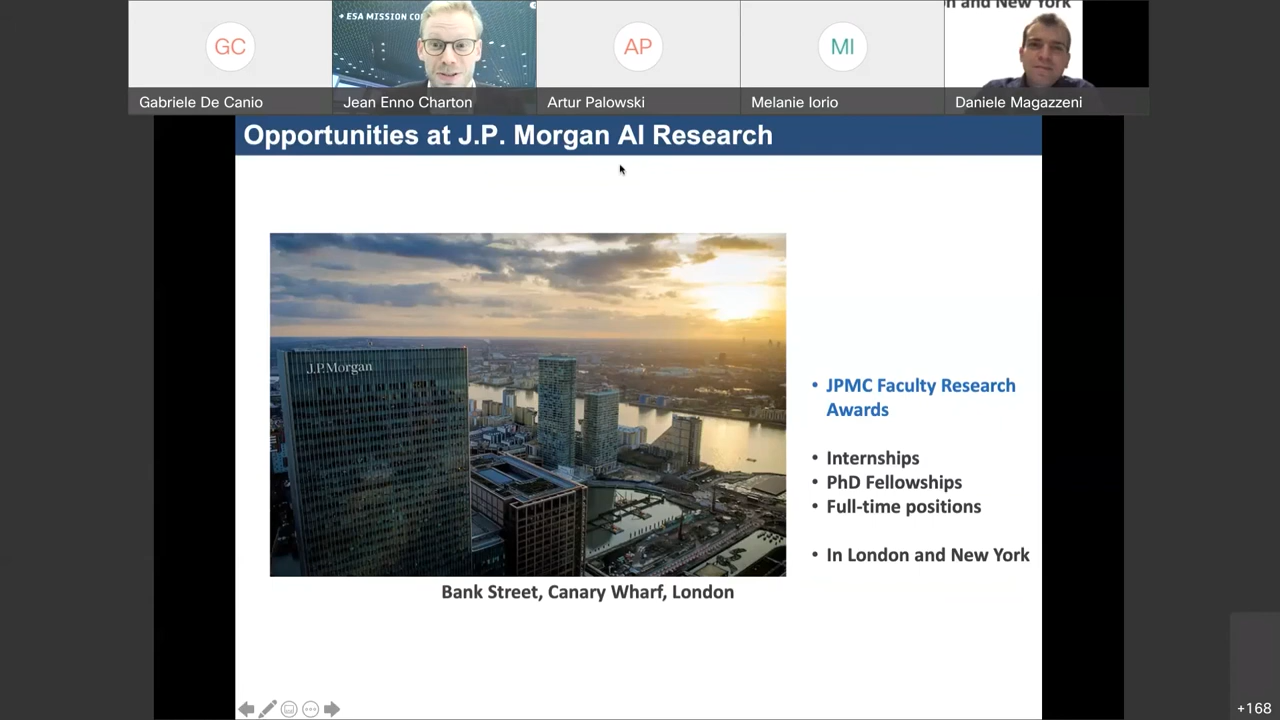 n and New York
ESA MISSION CO
GC
AP
MI
Gabriele De Canio
Jean Enno Charton
Artur Palowski
Melanie Iorio
Daniele Magazzeni
Opportunities at J.P. Morgan AI Research
J.P.Morgan
• JPMC Faculty Research
Awards
• Internships
• PhD Fellowships
• Full-time positions
• In London and New York
Bank Street, Canary Wharf, London
+168